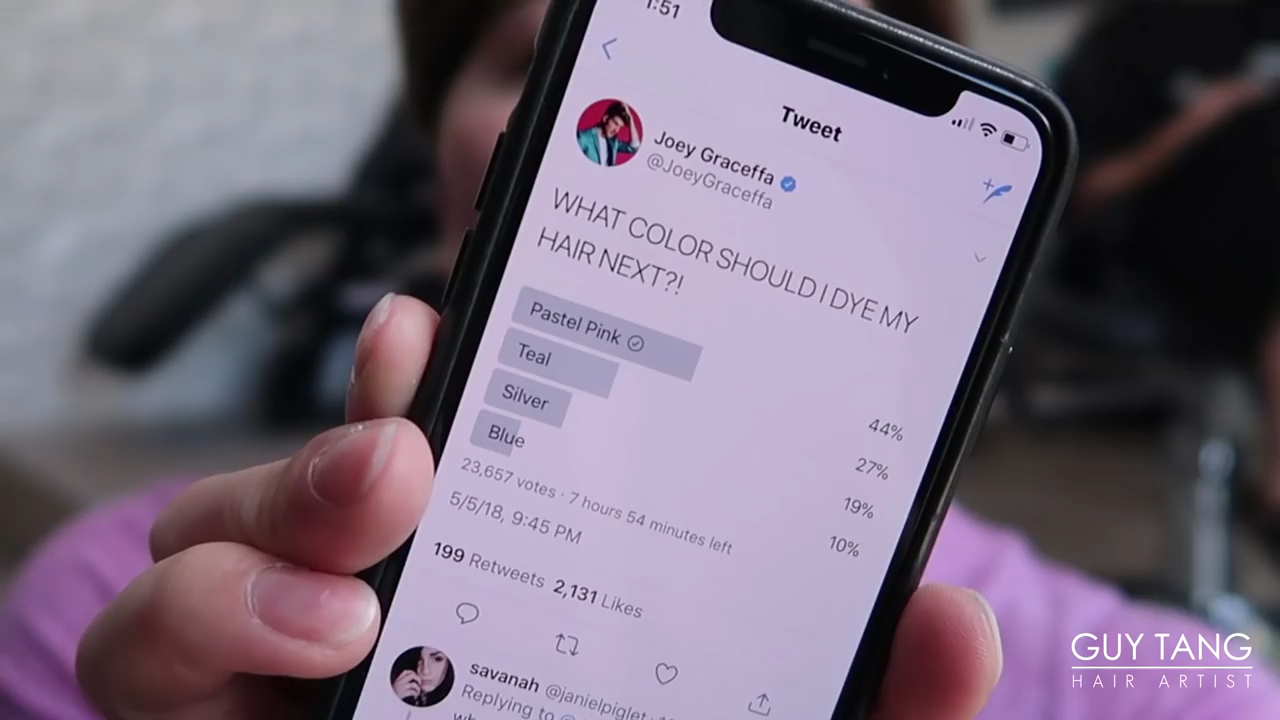 1:51
Tweet
Joey Graceffa
@JoeyGraceffa
WHAT COLOR SHOULD I DYE MY
HAIR NEXT?!
Pastel Pink 44%
Teal 27%
Silver 19%
Blue 10%
23,657 votes · 7 hours 54 minutes left
5/5/18, 9:45 PM
199 Retweets 2,131 Likes
savanah @janielpiglet
Replying to
GUY TANG
HAIR ARTIST